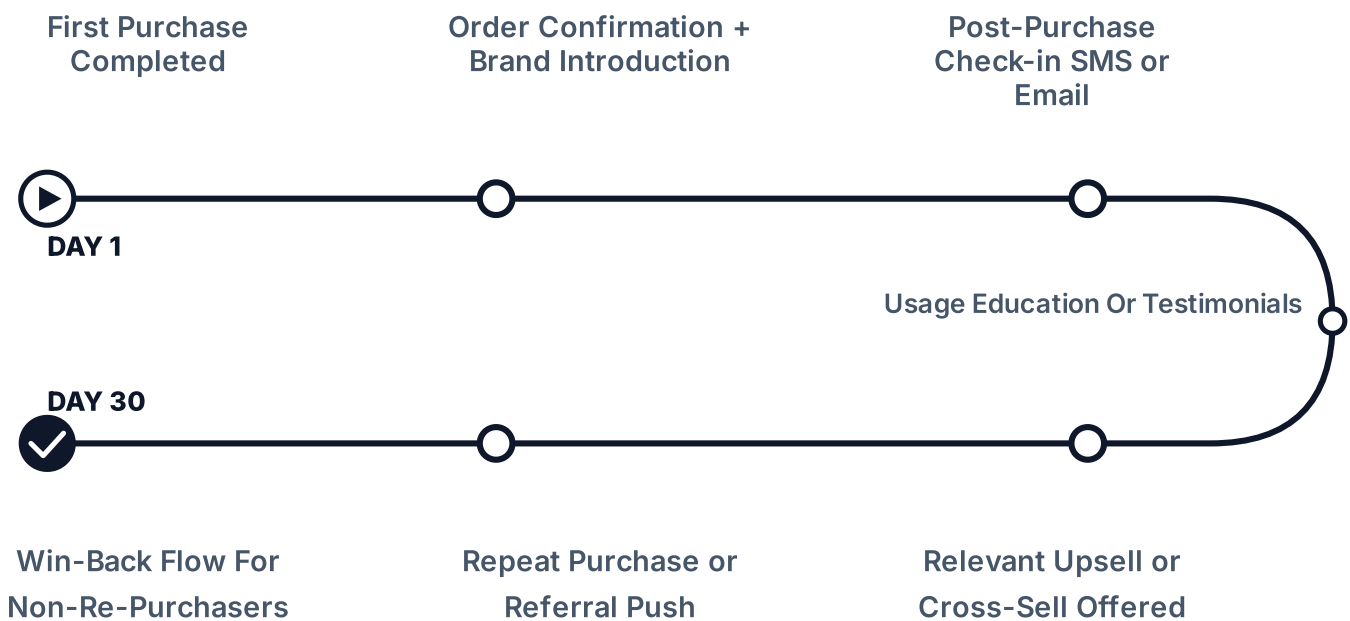 First Purchase
Completed
Order Confirmation +
Brand Introduction
Post-Purchase
Check-in SMS or
Email
DAY 1
Usage Education Or Testimonials
DAY 30
Win-Back Flow For
Non-Re-Purchasers
Repeat Purchase or
Referral Push
Relevant Upsell or
Cross-Sell Offered